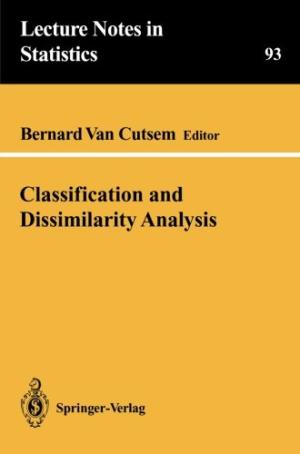 Lecture Notes in
Statistics
93
Bernard Van Cutsem Editor
Classification and
Dissimilarity Analysis
Springer-Verlag